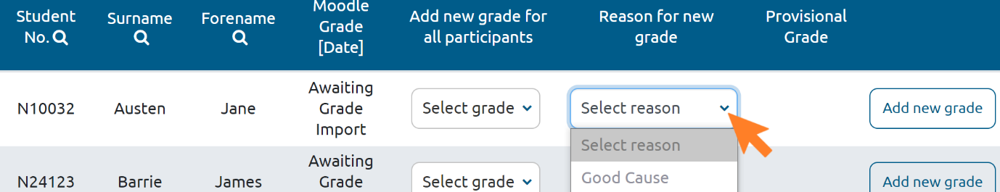 Student No.
Surname
Forename
Moodle Grade [Date]
Add new grade for all participants
Reason for new grade
Provisional Grade
N10032
Austen
Jane
Awaiting Grade Import
Select grade
Select reason
Add new grade
Select reason
Good Cause
N24123
Barrie
James
Awaiting Grade
Select grade
Add new grade